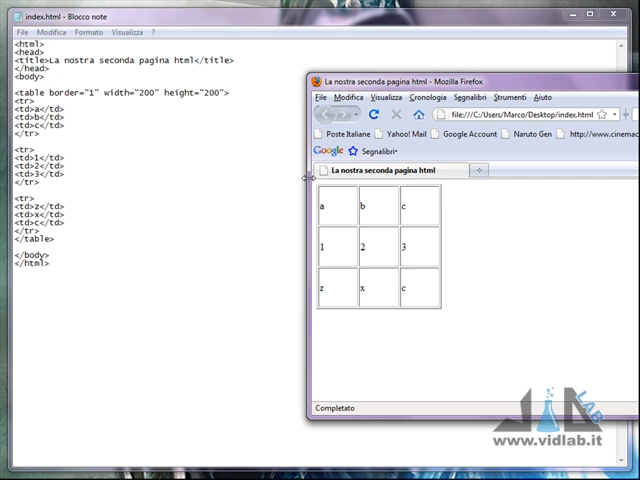 index.html - Blocco note
File Modifica Formato Visualizza ?
<html>
<head>
<title>La nostra seconda pagina html</title>
</head>
<body>
<table border="1" width="200" height="200">
<tr>
<td>a</td>
<td>b</td>
<td>c</td>
</tr>
<tr>
<td>1</td>
<td>2</td>
<td>3</td>
</tr>
<tr>
<td>z</td>
<td>x</td>
<td>c</td>
</tr>
</table>
</body>
</html>
La nostra seconda pagina html - Mozilla Firefox
File Modifica Visualizza Cronologia Segnalibri Strumenti Aiuto
file:///C:/Users/Marco/Desktop/index.html
Poste Italiane Yahoo! Mail Google Account Naruto Gen http://www.cinemac
Google Segnalibri
La nostra seconda pagina html
a b c
1 2 3
z x c
Completato
LAB
www.vidlab.it